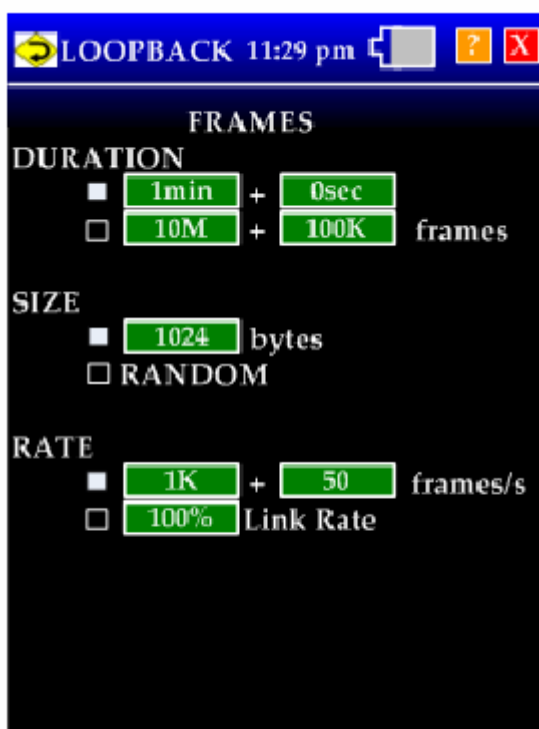 LOOPBACK 11:29 pm ? X
FRAMES
DURATION
1min + 0sec
10M + 100K frames
SIZE
1024 bytes
RANDOM
RATE
1K + 50 frames/s
100% Link Rate